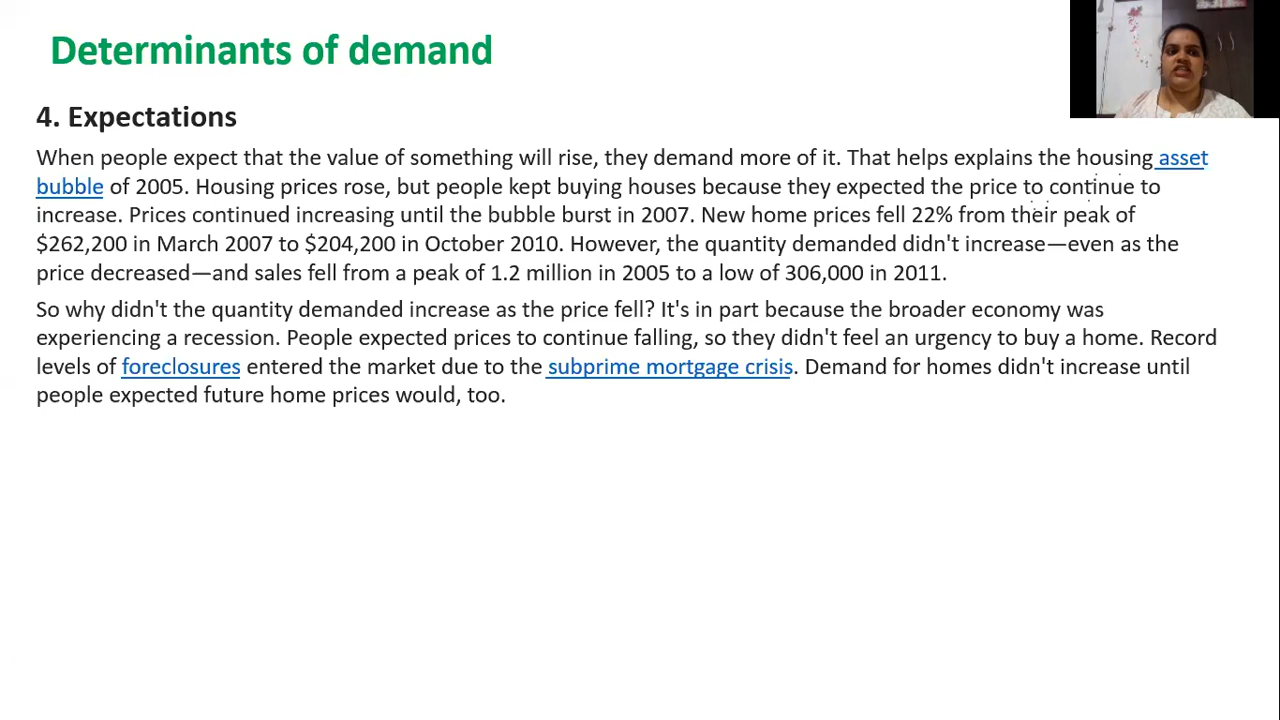 Determinants of demand
4. Expectations
When people expect that the value of something will rise, they demand more of it. That helps explains the housing asset
bubble of 2005. Housing prices rose, but people kept buying houses because they expected the price to continue to
increase. Prices continued increasing until the bubble burst in 2007. New home prices fell 22% from their peak of
$262,200 in March 2007 to $204,200 in October 2010. However, the quantity demanded didn't increase—even as the
price decreased—and sales fell from a peak of 1.2 million in 2005 to a low of 306,000 in 2011.
So why didn't the quantity demanded increase as the price fell? It's in part because the broader economy was
experiencing a recession. People expected prices to continue falling, so they didn't feel an urgency to buy a home. Record
levels of foreclosures entered the market due to the subprime mortgage crisis. Demand for homes didn't increase until
people expected future home prices would, too.